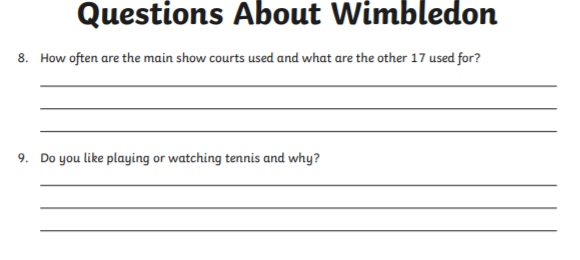 Questions About Wimbledon
8. How often are the main show courts used and what are the other 17 used for?
9. Do you like playing or watching tennis and why?